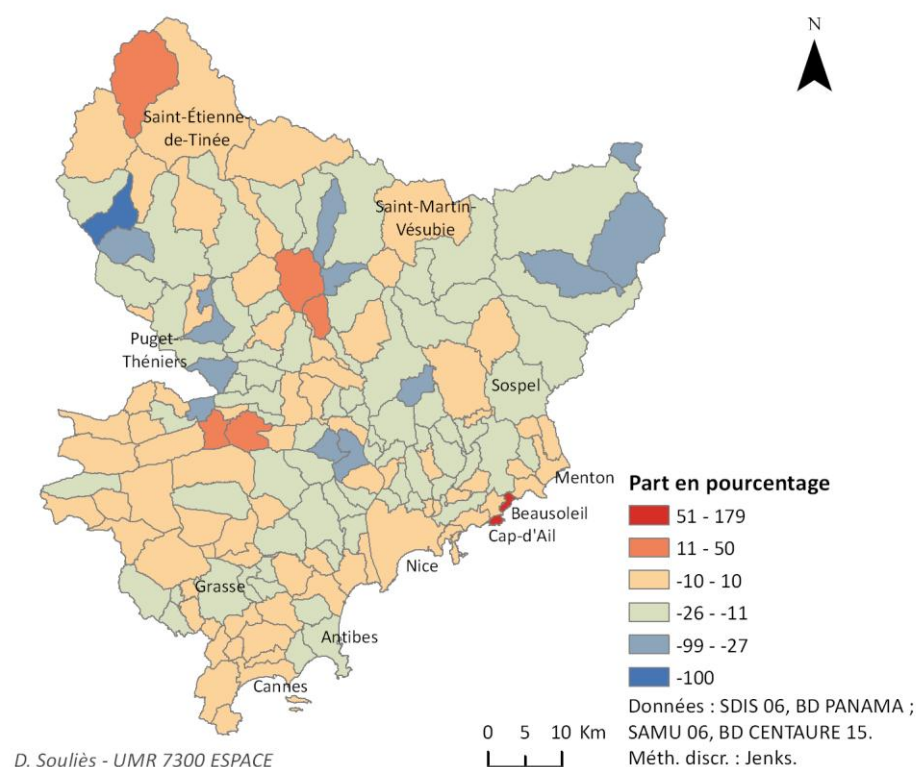 N
Saint-Étienne-
de-Tinée
Saint-Martin-
Vésubie
Puget-
Théniers
Sospel
Menton
Beausoleil
Cap-d'Ail
Nice
Grasse
Antibes
Cannes
Part en pourcentage
51 - 179
11 - 50
-10 - 10
-26 - -11
-99 - -27
-100
0 5 10 Km
Données : SDIS 06, BD PANAMA ;
SAMU 06, BD CENTAURE 15.
Méth. discr. : Jenks.
D. Souliès - UMR 7300 ESPACE